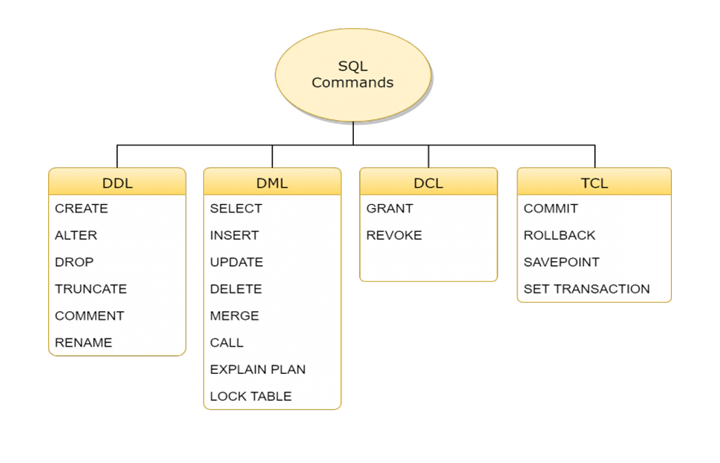 SQL
Commands
DDL
CREATE
ALTER
DROP
TRUNCATE
COMMENT
RENAME
DML
SELECT
INSERT
UPDATE
DELETE
MERGE
CALL
EXPLAIN PLAN
LOCK TABLE
DCL
GRANT
REVOKE
TCL
COMMIT
ROLLBACK
SAVEPOINT
SET TRANSACTION